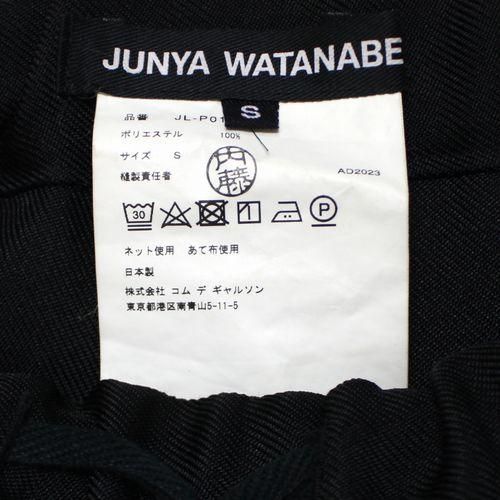 JUNYA WATANABE
S
品番 JL-P01
ポリエステル 100%
サイズ S
縫製責任者 内藤 AD2023
30 1 P
ネット使用 あて布使用
日本製
株式会社 コム デ ギャルソン
東京都港区南青山5-11-5